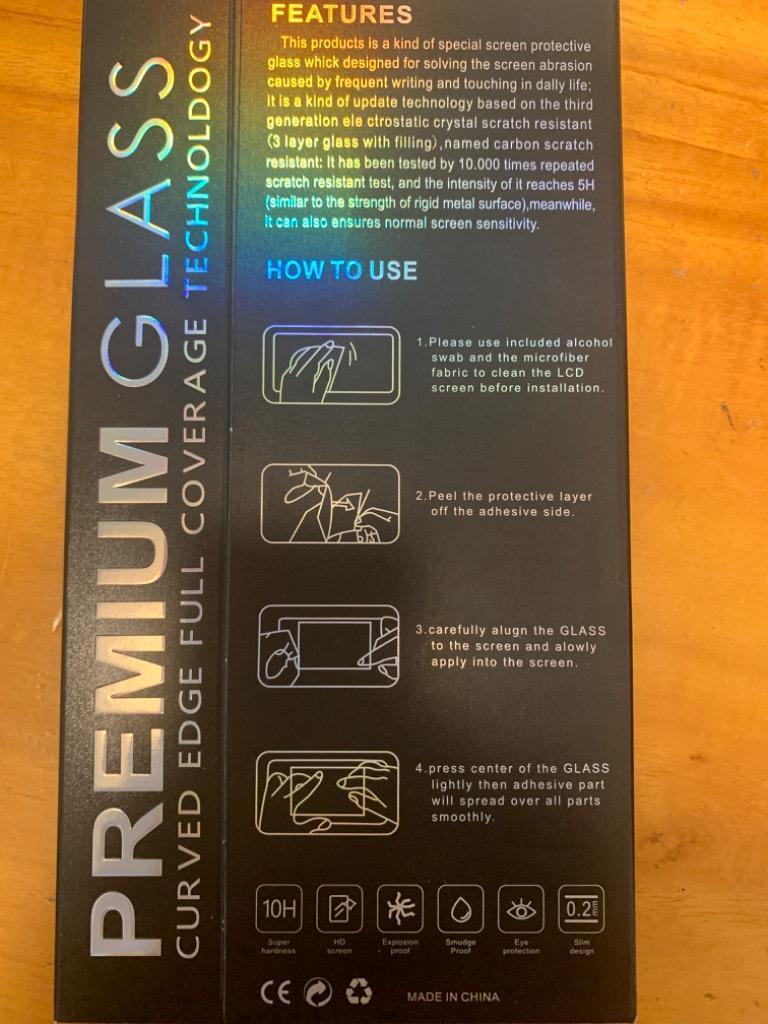 PREMIUM GLASS
CURVED EDGE FULL COVERAGE TECHNOLDOGY
FEATURES
This products is a kind of special screen protective
glass whick designed for solving the screen abrasion
caused by frequent writing and touching in dally life;
It is a kind of update technology based on the third
generation ele ctrostatic crystal scratch resistant
(3 layer glass with filling),named carbon scratch
resistant: It has been tested by 10.000 times repeated
scratch resistant test, and the intensity of it reaches 5H
(similar to the strength of rigid metal surface),meanwhile,
it can also ensures normal screen sensitivity.
HOW TO USE
1.Please use included alcohol
swab and the microfiber
fabric to clean the LCD
screen before installation.
2.Peel the protective layer
off the adhesive side.
3.carefully alugn the GLASS
to the screen and alowly
apply into the screen.
4.press center of the GLASS
lightly then adhesive part
will spread over all parts
smoothly.
10H
Super
hardness
HD
screen
Explosion
proof
Smudge
Proof
Eye
protection
0.2mm
Slim
design
CE
MADE IN CHINA